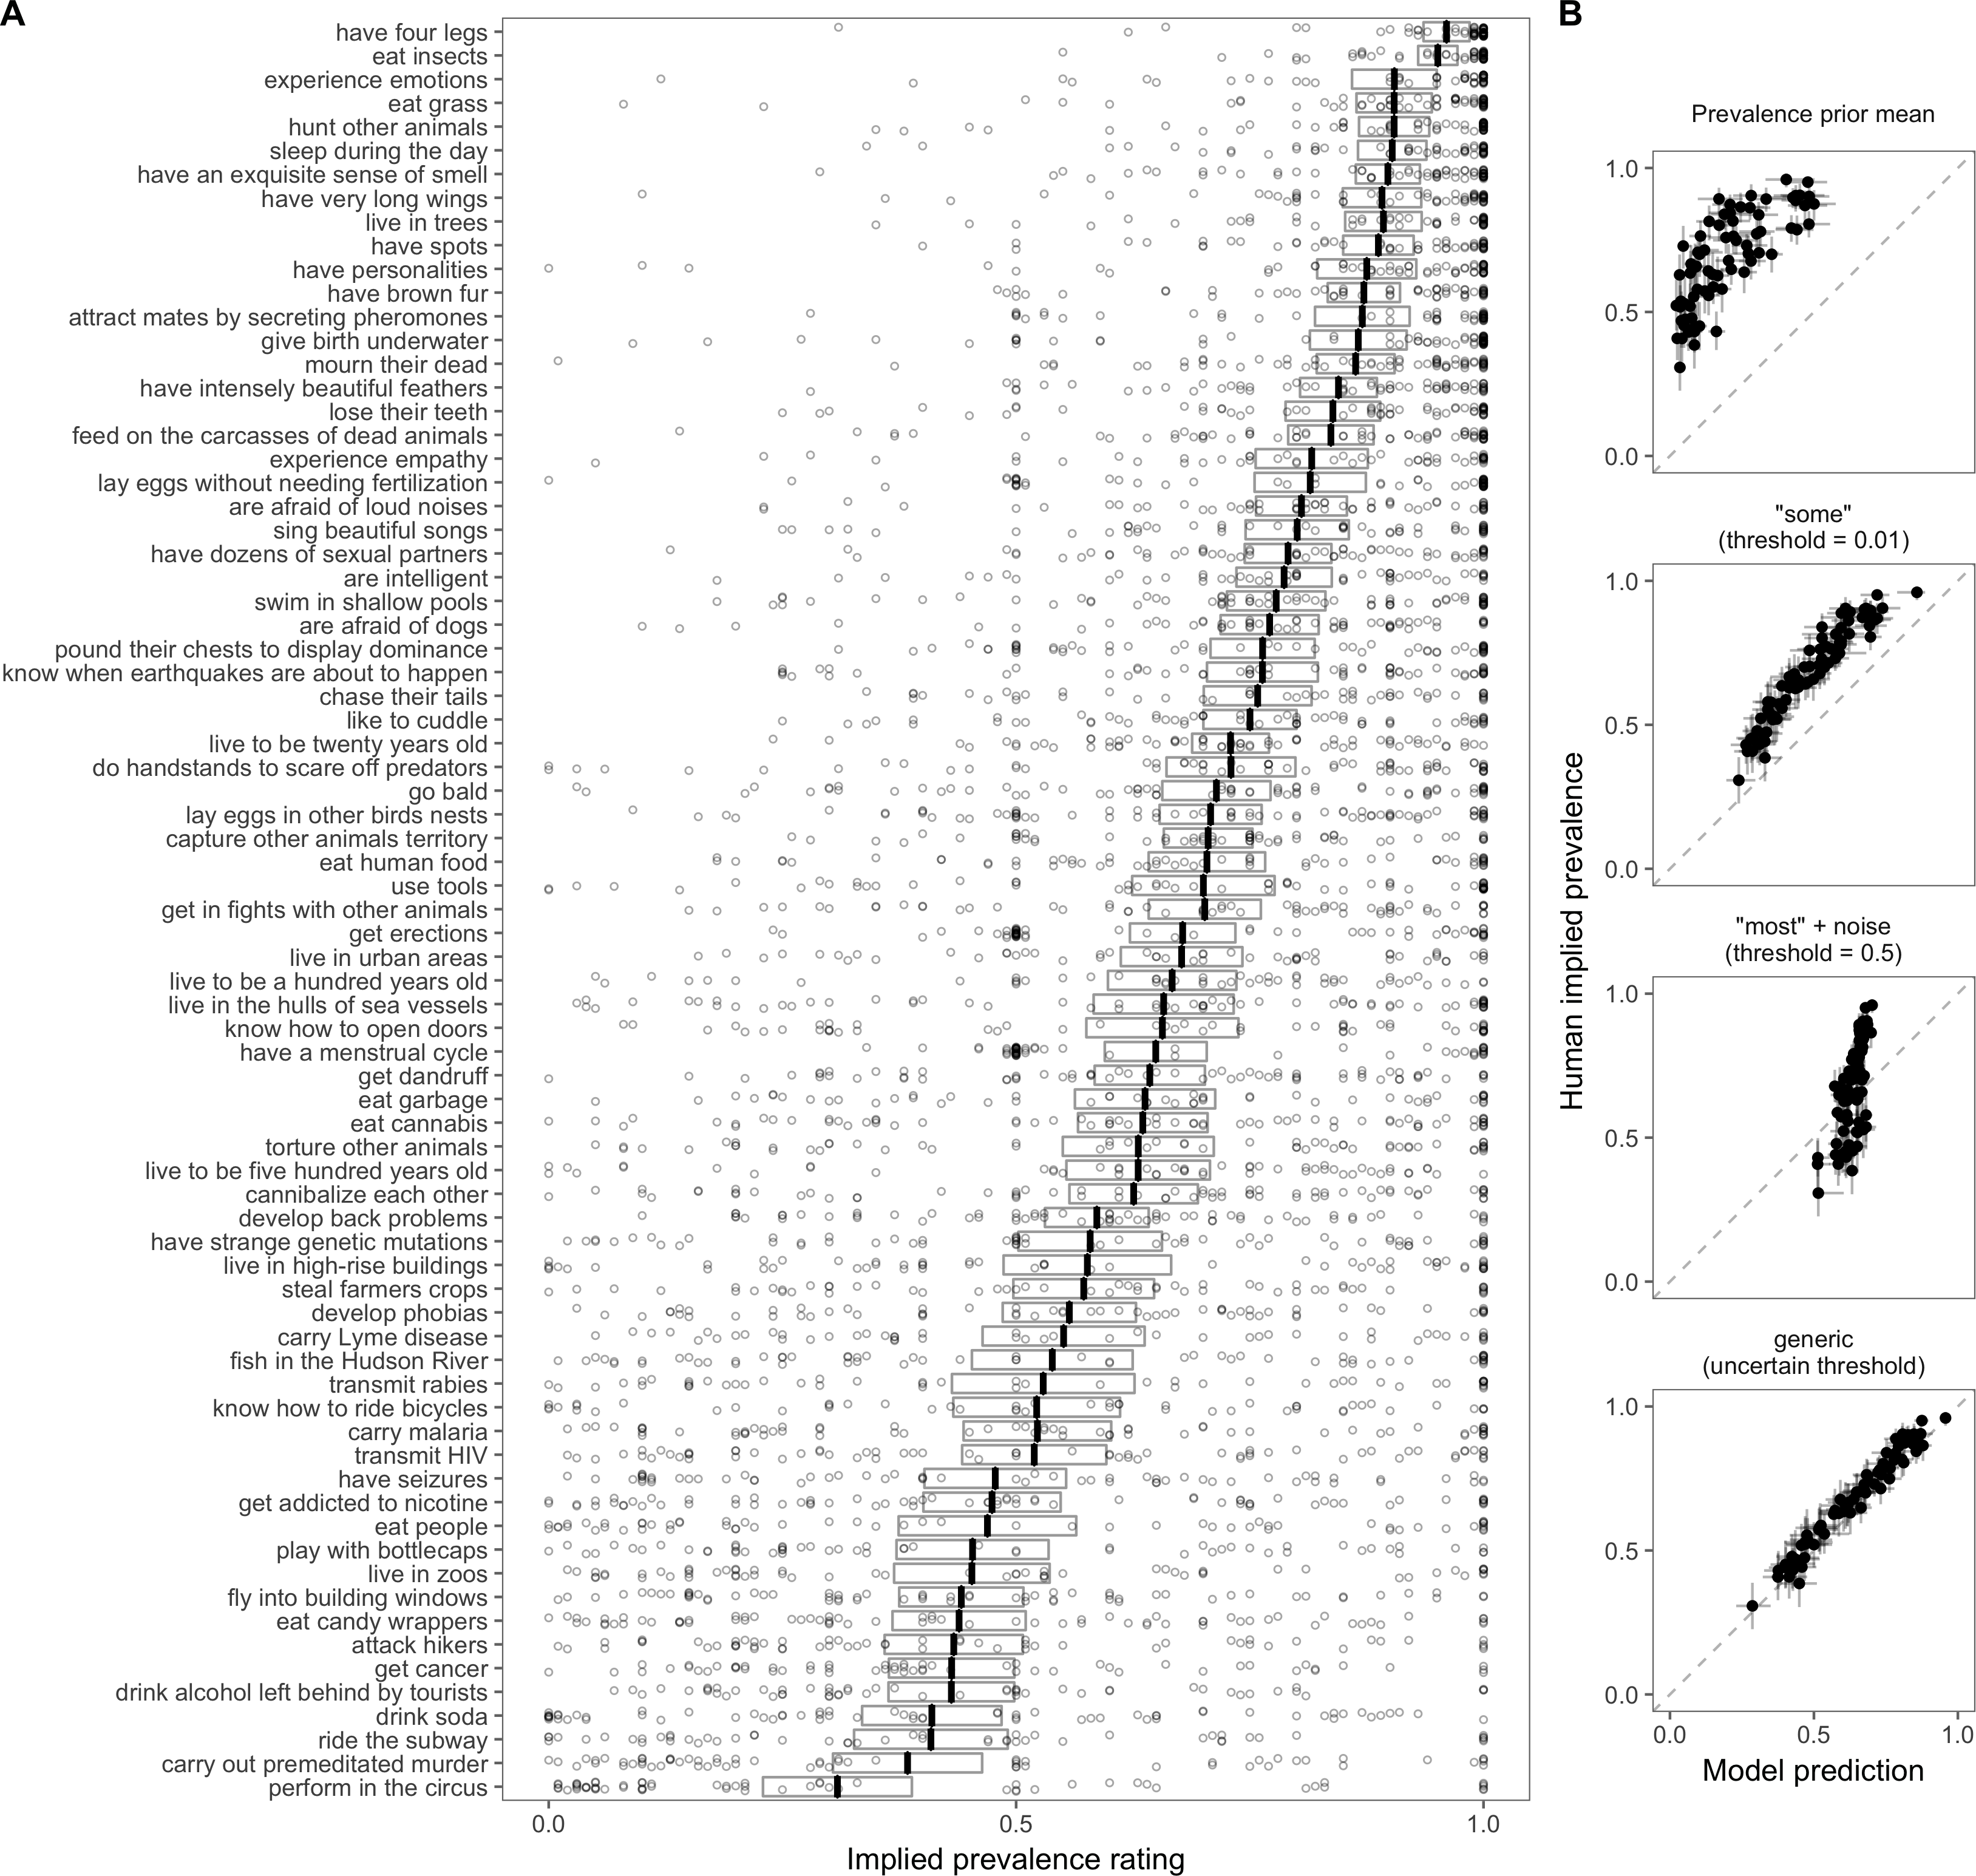 A
have four legs
eat insects
experience emotions
eat grass
hunt other animals
sleep during the day
have an exquisite sense of smell
have very long wings
live in trees
have spots
have personalities
have brown fur
attract mates by secreting pheromones
give birth underwater
mourn their dead
have intensely beautiful feathers
lose their teeth
feed on the carcasses of dead animals
experience empathy
lay eggs without needing fertilization
are afraid of loud noises
sing beautiful songs
have dozens of sexual partners
are intelligent
swim in shallow pools
are afraid of dogs
pound their chests to display dominance
know when earthquakes are about to happen
chase their tails
like to cuddle
live to be twenty years old
do handstands to scare off predators
go bald
lay eggs in other birds nests
capture other animals territory
eat human food
use tools
get in fights with other animals
get erections
live in urban areas
live to be a hundred years old
live in the hulls of sea vessels
know how to open doors
have a menstrual cycle
get dandruff
eat garbage
eat cannabis
torture other animals
live to be five hundred years old
cannibalize each other
develop back problems
have strange genetic mutations
live in high-rise buildings
steal farmers crops
develop phobias
carry Lyme disease
fish in the Hudson River
transmit rabies
know how to ride bicycles
carry malaria
transmit HIV
have seizures
get addicted to nicotine
eat people
play with bottlecaps
live in zoos
fly into building windows
eat candy wrappers
attack hikers
get cancer
drink alcohol left behind by tourists
drink soda
ride the subway
carry out premeditated murder
perform in the circus
0.0 0.5 1.0
Implied prevalence rating
B
Human implied prevalence
Prevalence prior mean
1.0
0.5
0.0
"some"
(threshold = 0.01)
1.0
0.5
0.0
"most" + noise
(threshold = 0.5)
1.0
0.5
0.0
generic
(uncertain threshold)
1.0
0.5
0.0
0.0 0.5 1.0
Model prediction